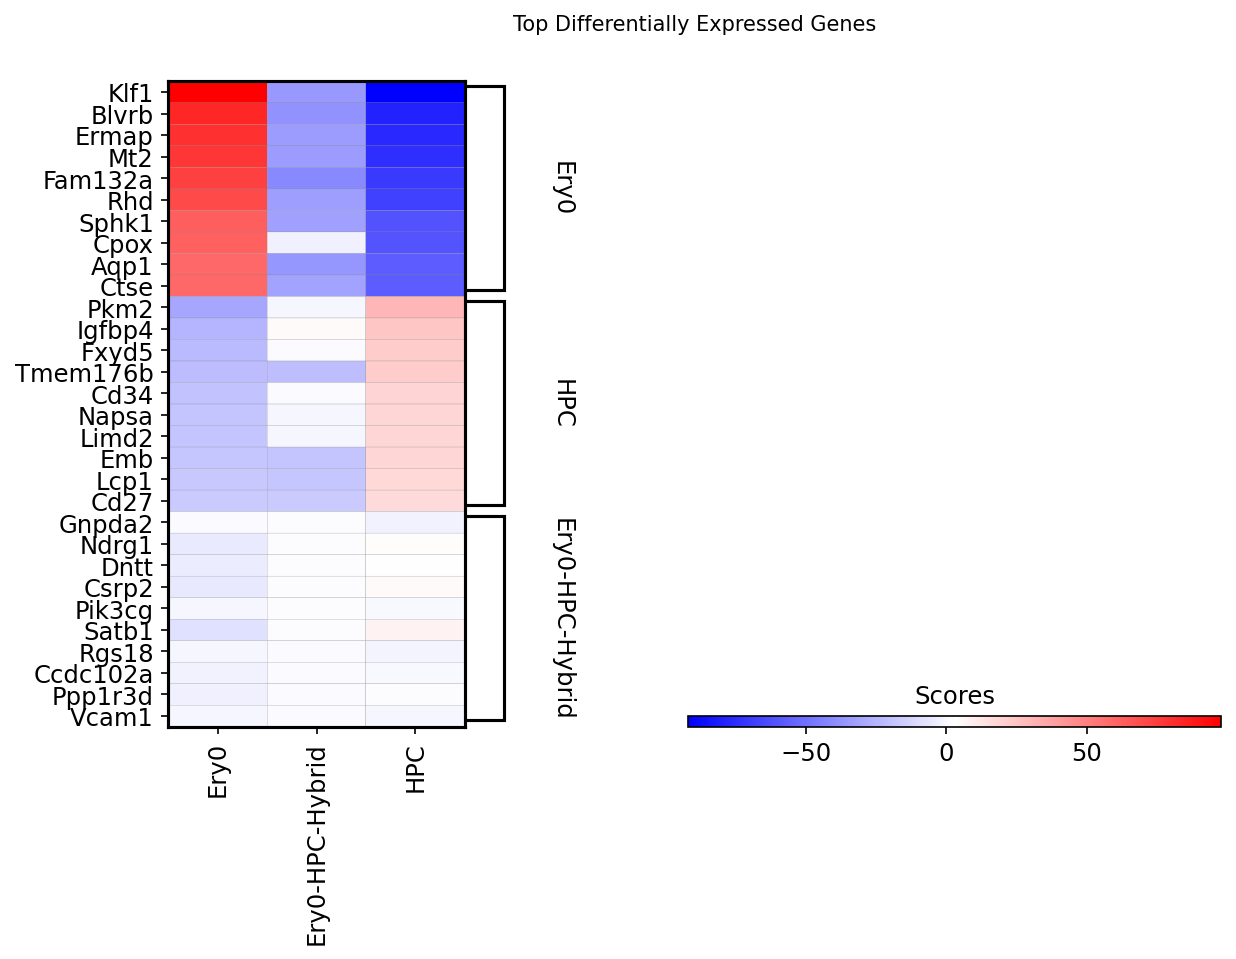 Top Differentially Expressed Genes
Klf1
Blvrb
Ermap
Mt2
Fam132a
Rhd
Sphk1
Cpox
Aqp1
Ctse
Pkm2
Igfbp4
Fxyd5
Tmem176b
Cd34
Napsa
Limd2
Emb
Lcp1
Cd27
Gnpda2
Ndrg1
Dntt
Csrp2
Pik3cg
Satb1
Rgs18
Ccdc102a
Ppp1r3d
Vcam1
Ery0
HPC
Ery0-HPC-Hybrid
Ery0
Ery0-HPC-Hybrid
HPC
Scores
−50
0
50